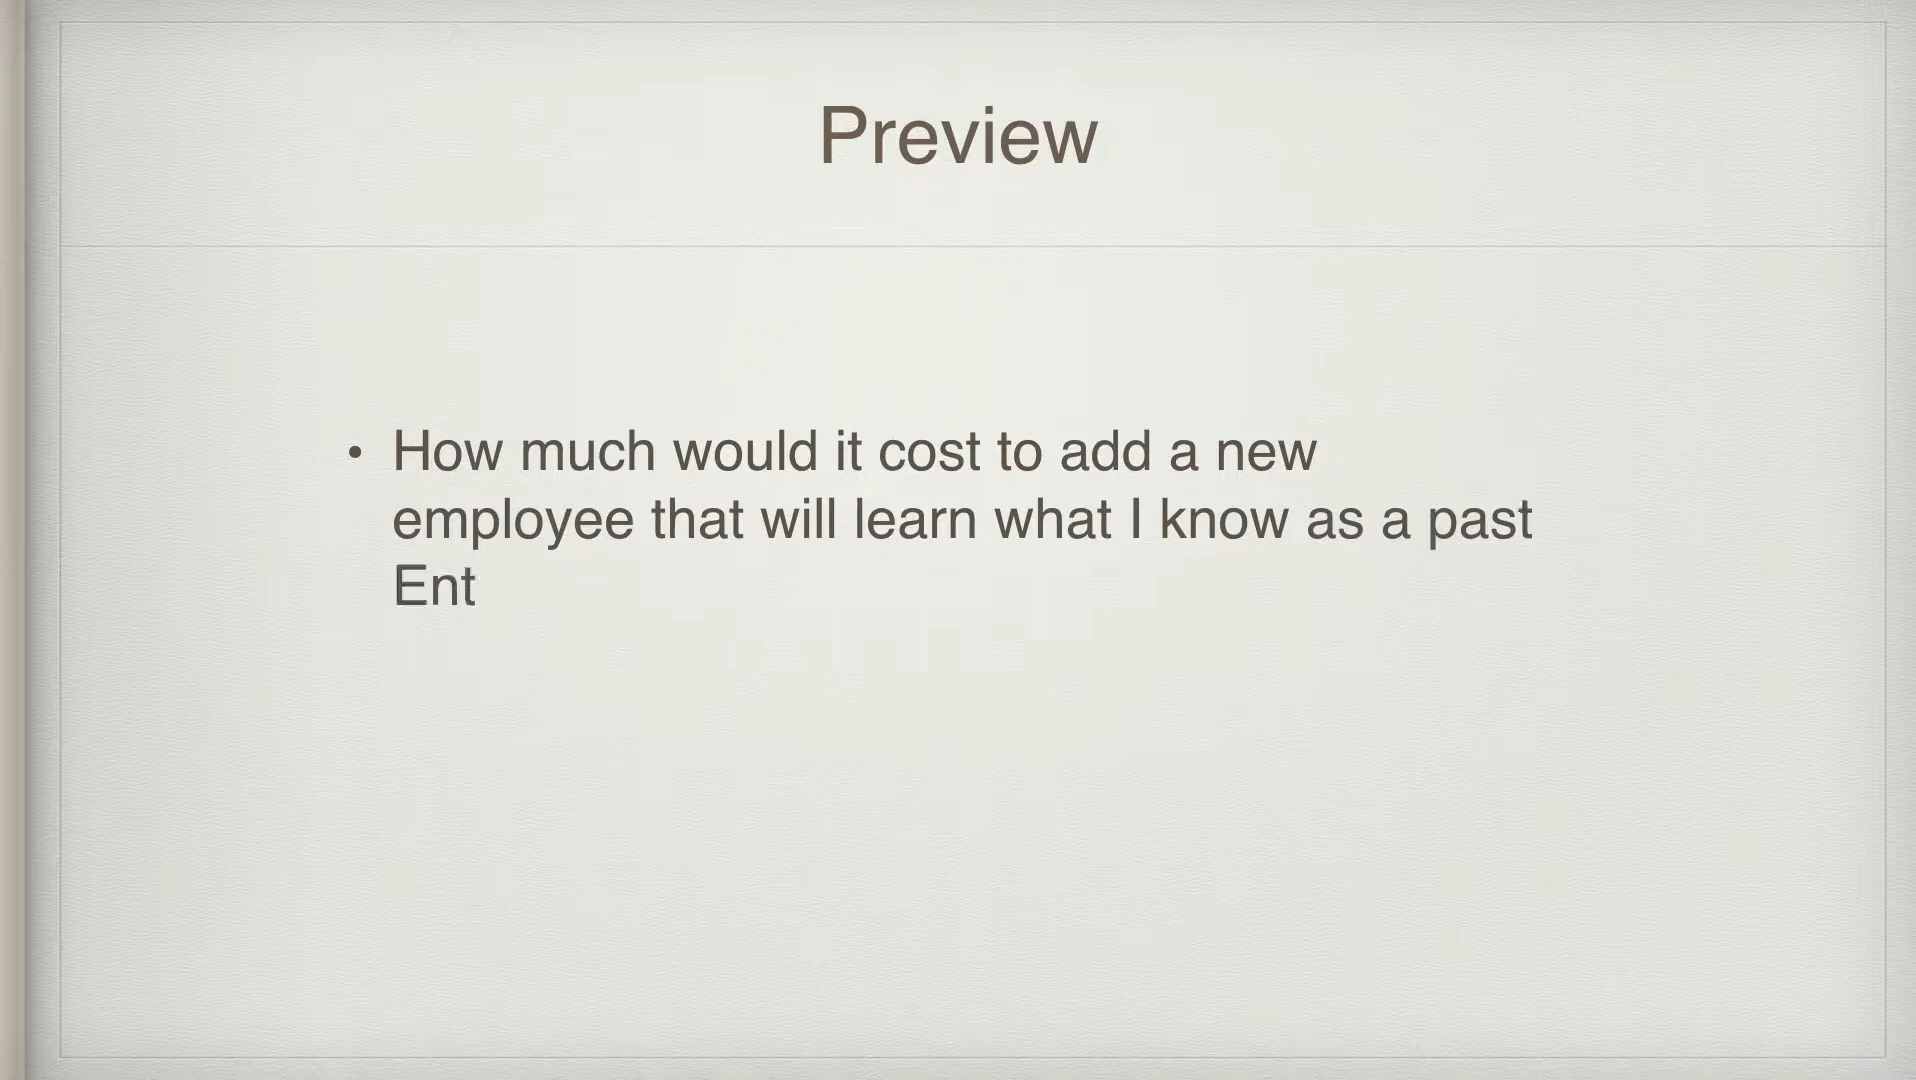 Preview
• How much would it cost to add a new
employee that will learn what I know as a past
Ent